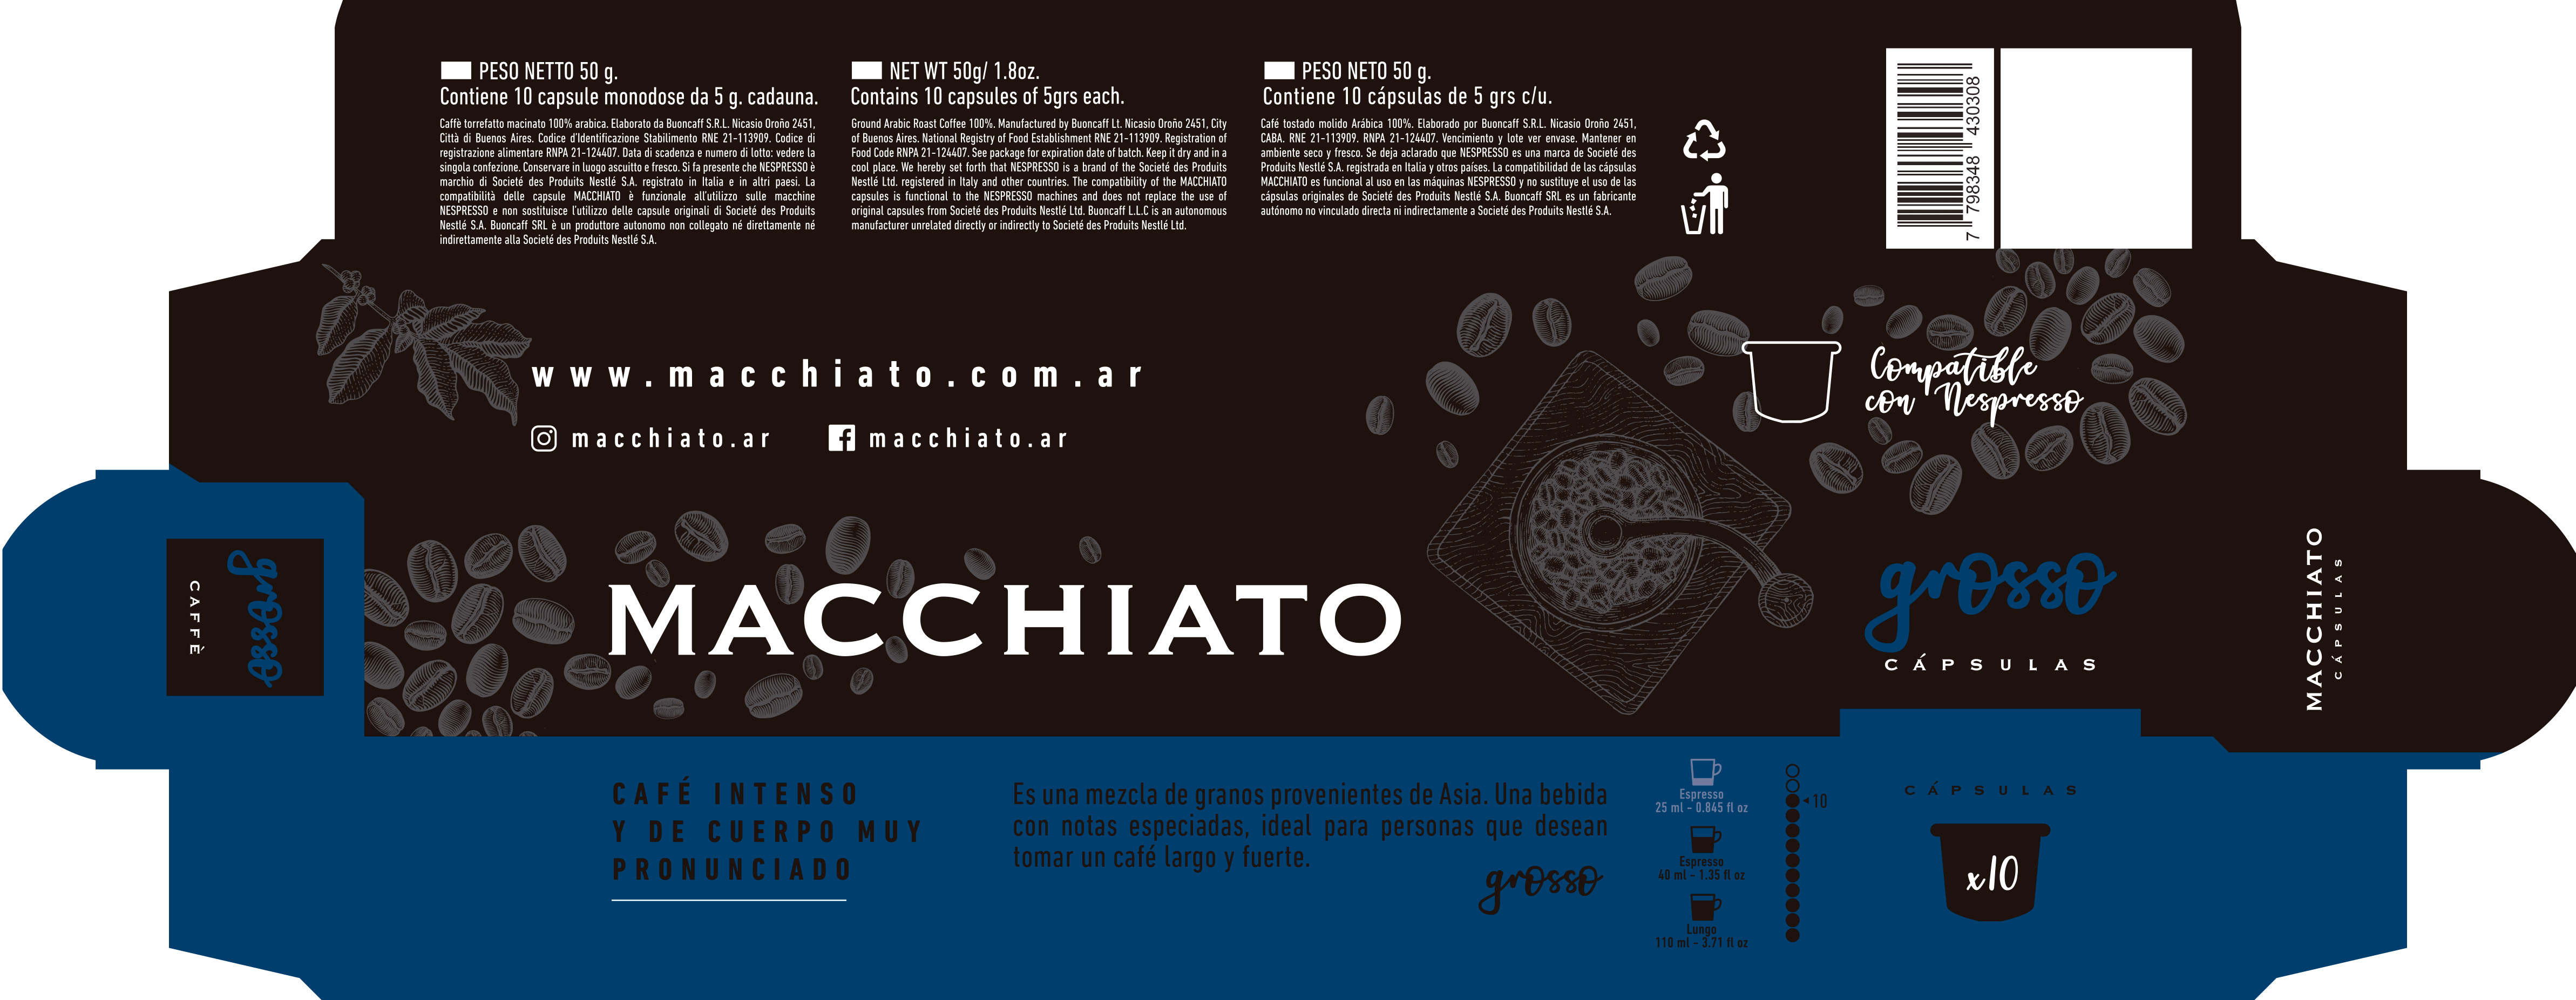 PESO NETTO 50 g.
Contiene 10 capsule monodose da 5 g. cadauna.
Caffè torrefatto macinato 100% arabica. Elaborato da Buoncaff S.R.L. Nicasio Oroño 2451,
Città di Buenos Aires. Codice d'Identificazione Stabilimento RNE 21-113909. Codice di
registrazione alimentare RNPA 21-124407. Data di scadenza e numero di lotto: vedere la
singola confezione. Conservare in luogo ascuitto e fresco. Si fa presente che NESPRESSO è
marchio di Societé des Produits Nestlé S.A. registrato in Italia e in altri paesi. La
compatibilità delle capsule MACCHIATO è funzionale all'utilizzo sulle macchine
NESPRESSO e non sostituisce l'utilizzo delle capsule originali di Societé des Produits
Nestlé S.A. Buoncaff SRL è un produttore autonomo non collegato né direttamente né
indirettamente alla Societé des Produits Nestlé S.A.
NET WT 50g/ 1.8oz.
Contains 10 capsules of 5grs each.
Ground Arabic Roast Coffee 100%. Manufactured by Buoncaff Lt. Nicasio Oroño 2451, City
of Buenos Aires. National Registry of Food Establishment RNE 21-113909. Registration of
Food Code RNPA 21-124407. See package for expiration date of batch. Keep it dry and in a
cool place. We hereby set forth that NESPRESSO is a brand of the Societé des Produits
Nestlé Ltd. registered in Italy and other countries. The compatibility of the MACCHIATO
capsules is functional to the NESPRESSO machines and does not replace the use of
original capsules from Societé des Produits Nestlé Ltd. Buoncaff L.L.C is an autonomous
manufacturer unrelated directly or indirectly to Societé des Produits Nestlé Ltd.
PESO NETO 50 g.
Contiene 10 cápsulas de 5 grs c/u.
Café tostado molido Arábica 100%. Elaborado por Buoncaff S.R.L. Nicasio Oroño 2451,
CABA. RNE 21-113909. RNPA 21-124407. Vencimiento y lote ver envase. Mantener en
ambiente seco y fresco. Se deja aclarado que NESPRESSO es una marca de Societé des
Produits Nestlé S.A. registrada en Italia y otros países. La compatibilidad de las cápsulas
MACCHIATO es funcional al uso en las máquinas NESPRESSO y no sustituye el uso de las
cápsulas originales de Societé des Produits Nestlé S.A. Buoncaff SRL es un fabricante
autónomo no vinculado directa ni indirectamente a Societé des Produits Nestlé S.A.
7 798348 430308
www.macchiato.com.ar
macchiato.ar
macchiato.ar
Compatible
con Nespresso
CAFFÈ
grosso
MACCHIATO
grosso
CÁPSULAS
MACCHIATO
CÁPSULAS
CAFÉ INTENSO
Y DE CUERPO MUY
PRONUNCIADO
Es una mezcla de granos provenientes de Asia. Una bebida
con notas especiadas, ideal para personas que desean
tomar un café largo y fuerte.
grosso
Espresso
25 ml - 0.845 fl oz
Espresso
40 ml - 1.35 fl oz
Lungo
110 ml - 3.71 fl oz
10
CÁPSULAS
x10